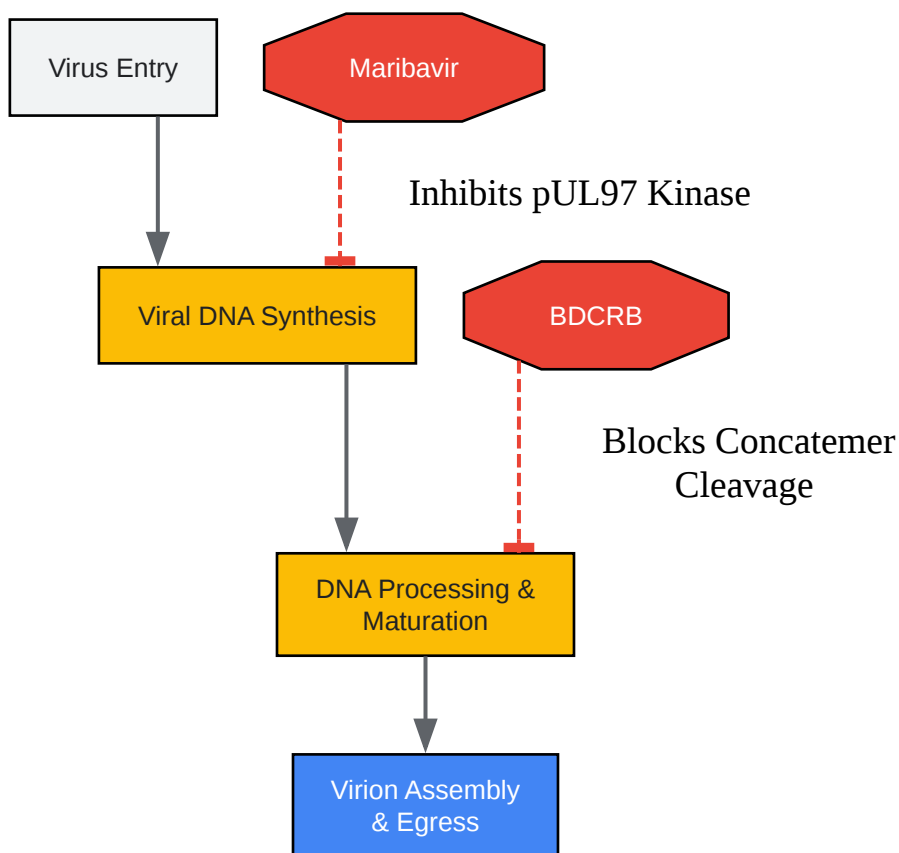 Virus Entry
Maribavir
Inhibits pUL97 Kinase
Viral DNA Synthesis
BDCRB
Blocks Concatemer
Cleavage
DNA Processing &
Maturation
Virion Assembly
& Egress